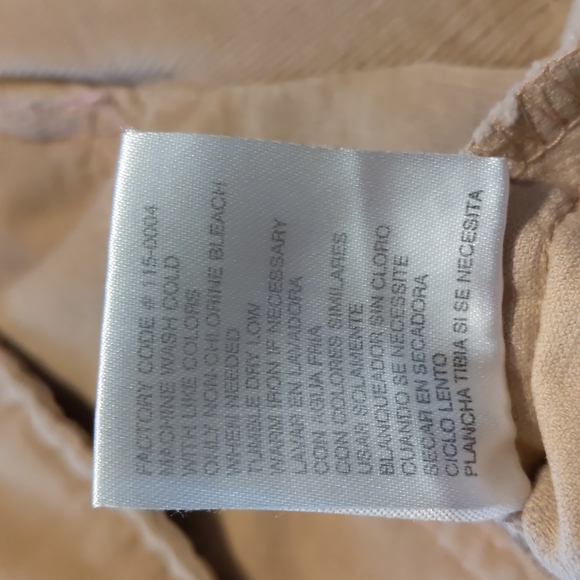 FACTORY CODE # 115-0004
MACHINE WASH COLD
WITH LIKE COLORS
ONLY NON-CHLORINE BLEACH
WHEN NEEDED
TUMBLE DRY LOW
WARM IRON IF NECESSARY
LAVAR EN LAVADORA
CON AGUA FRIA
CON COLORES SIMILARES
USAR SOLAMENTE
BLANQUEADOR SIN CLORO
CUANDO SE NECESSITE
SECAR EN SECADORA
CICLO LENTO
PLANCHA TIBIA SI SE NECESITA